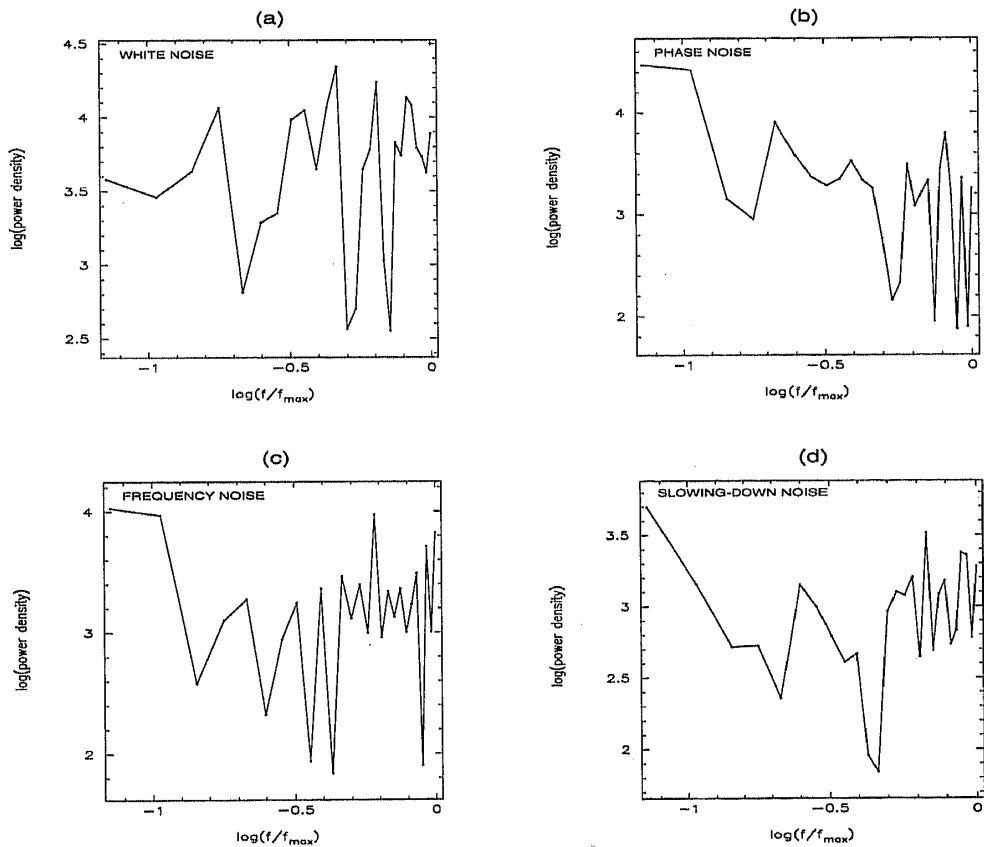 (a)
WHITE NOISE
4.5
4
3.5
3
2.5
log(power density)
−1
−0.5
0
log(f/fmax)
(b)
PHASE NOISE
4
3
2
log(power density)
−1
−0.5
0
log(f/fmax)
(c)
FREQUENCY NOISE
4
3
2
log(power density)
−1
−0.5
0
log(f/fmax)
(d)
SLOWING-DOWN NOISE
3.5
3
2.5
2
log(power density)
−1
−0.5
0
log(f/fmax)